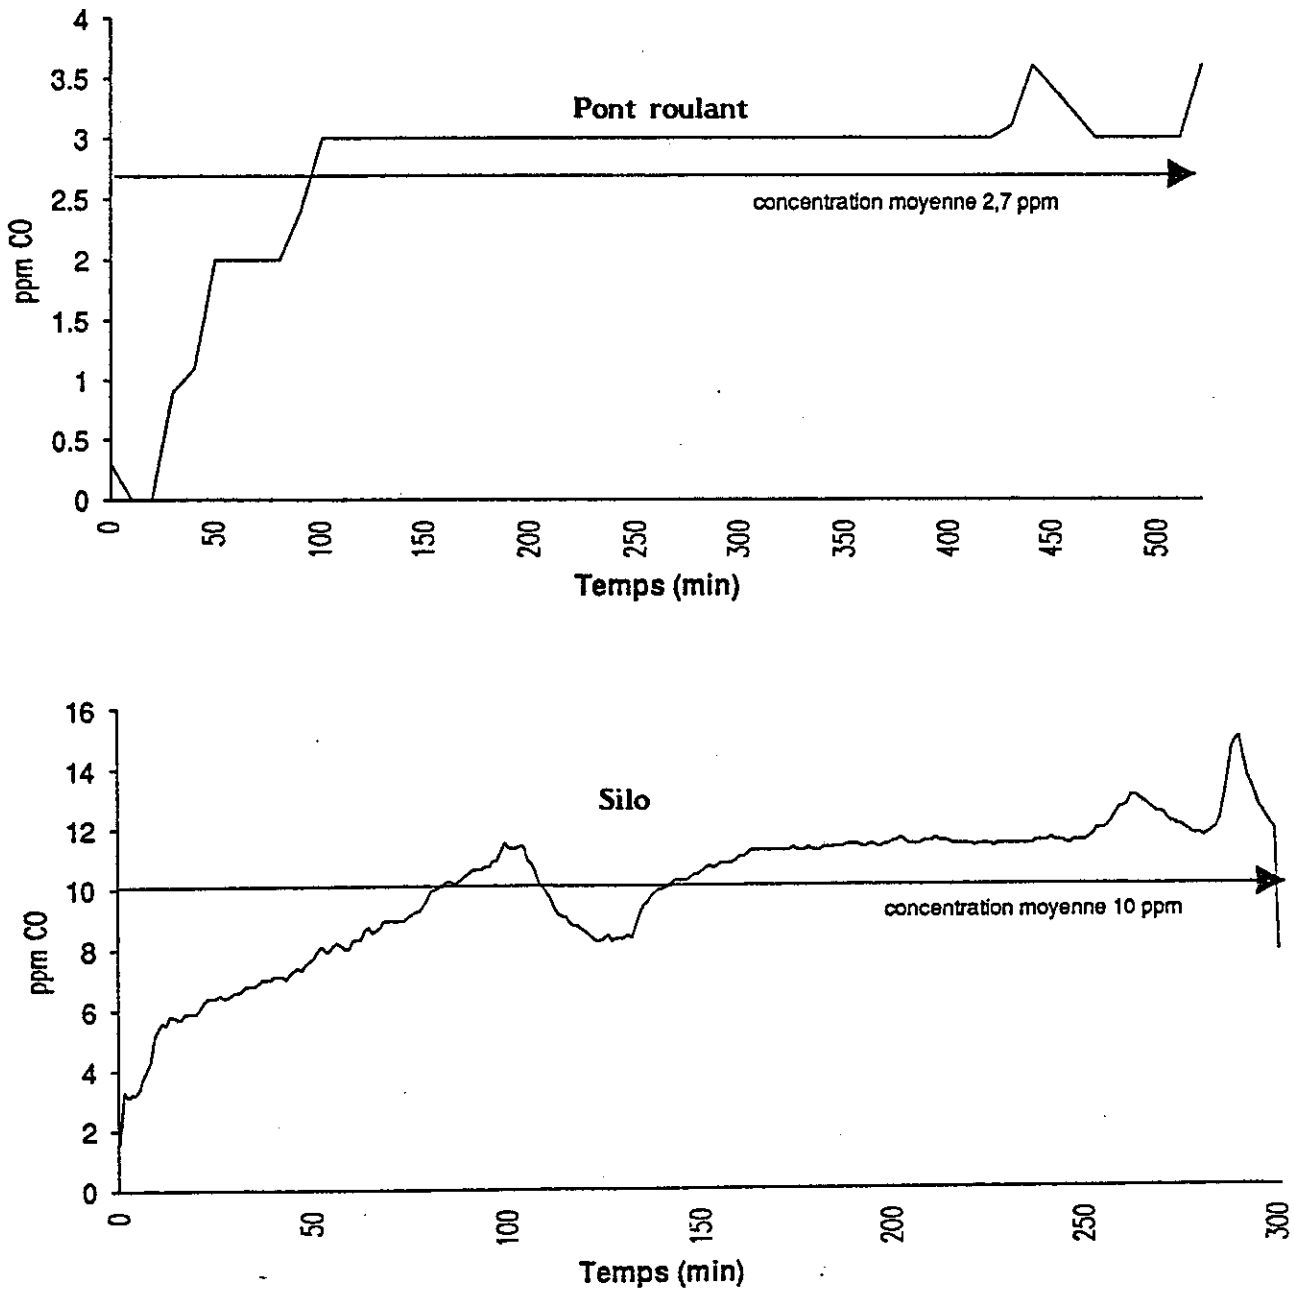 4
3.5
Pont roulant
3
2.5
concentration moyenne 2,7 ppm
ppm CO
2
1.5
1
0.5
0
0 50 100 150 200 250 300 350 400 450 500
Temps (min)
16
14
Silo
12
10
concentration moyenne 10 ppm
ppm CO
8
6
4
2
0
0 50 100 150 200 250 300
Temps (min)